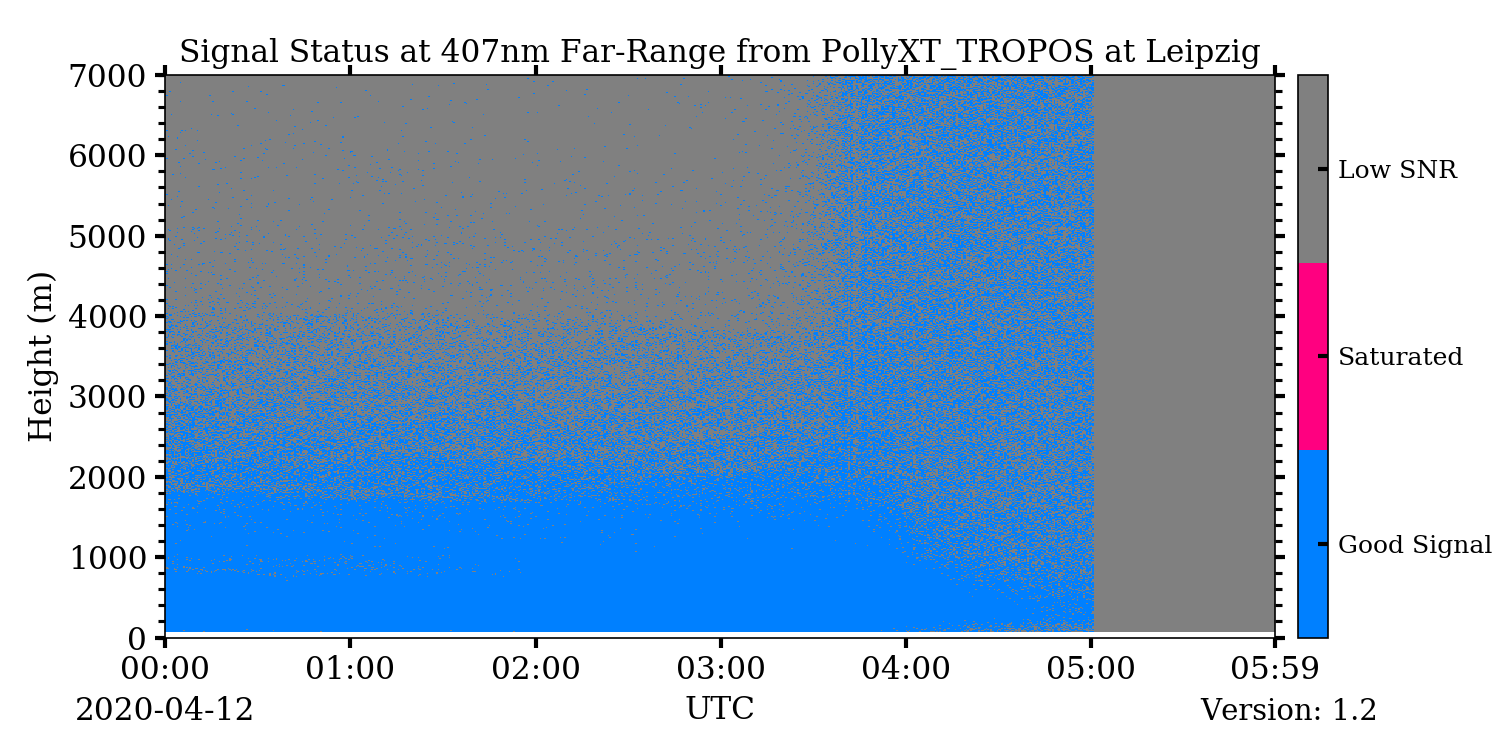 Signal Status at 407nm Far-Range from PollyXT_TROPOS at Leipzig
7000
6000
5000
4000
3000
2000
1000
0
Height (m)
00:00 01:00 02:00 03:00 04:00 05:00 05:59
2020-04-12 UTC Version: 1.2
Low SNR
Saturated
Good Signal